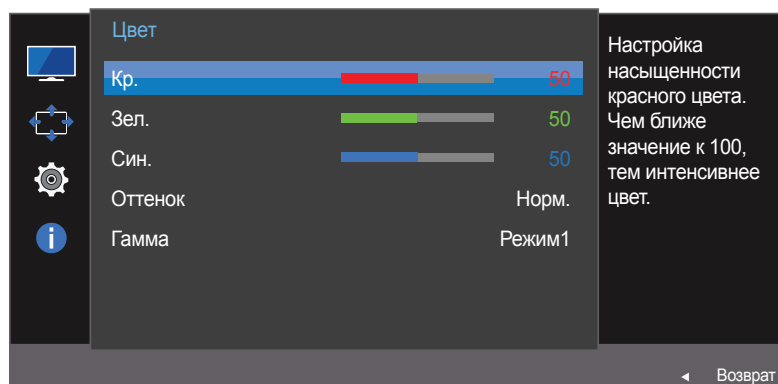 Цвет
Кр. 50
Зел. 50
Син. 50
Оттенок Норм.
Гамма Режим1
Настройка
насыщенности
красного цвета.
Чем ближе
значение к 100,
тем интенсивнее
цвет.
Возврат